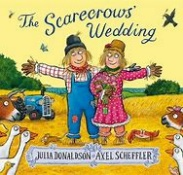 The Scarecrows'
Wedding
JULIA DONALDSON • AXEL SCHEFFLER